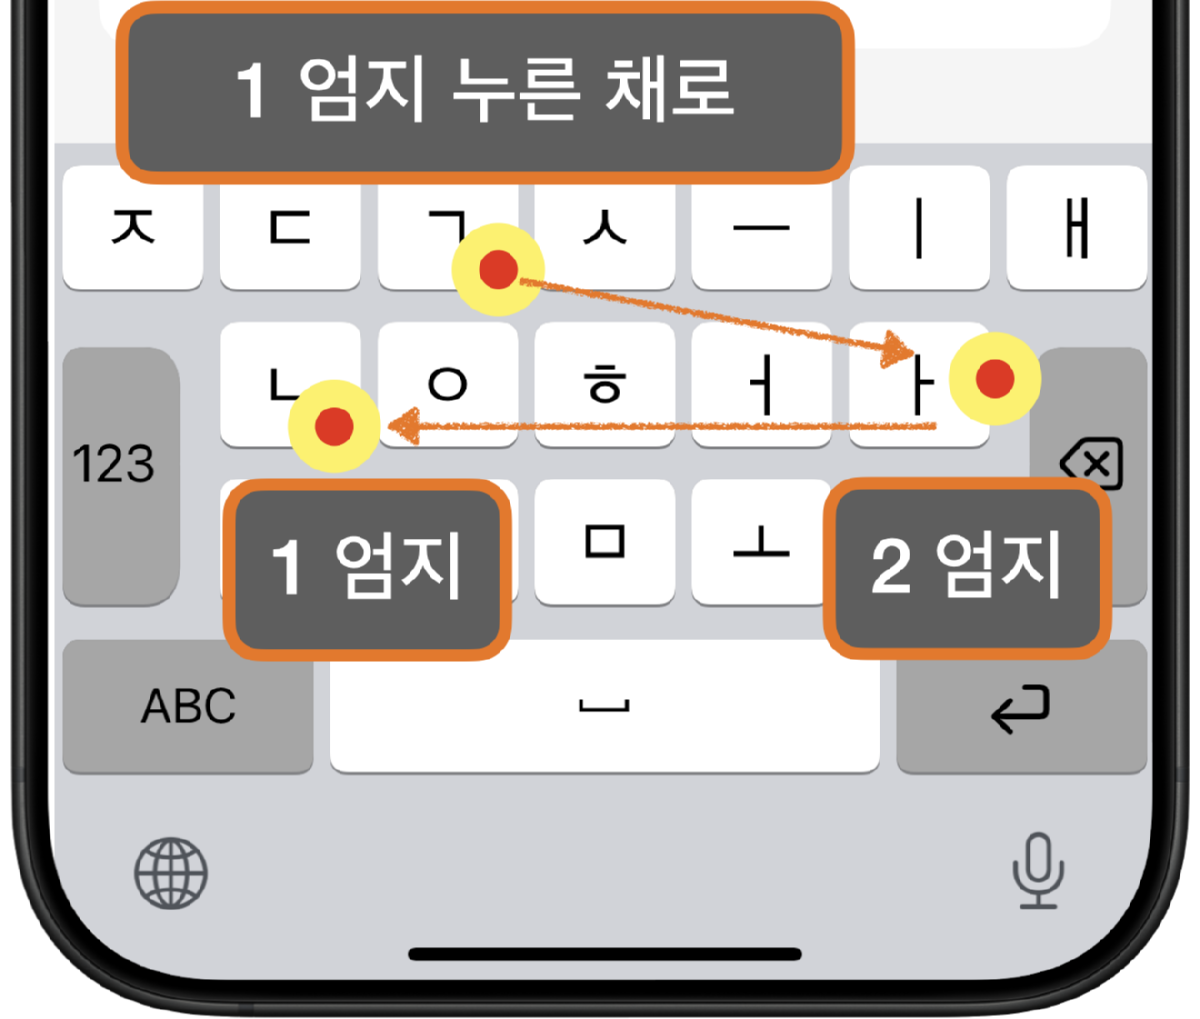 1 엄지 누른 채로
ㅈ ㄷ ㄱ ㅅ ㅡ ㅣ ㅐ
ㄴ ㅇ ㅎ ㅓ ㅏ
123
1 엄지 ㅁ ㅗ 2 엄지
ABC